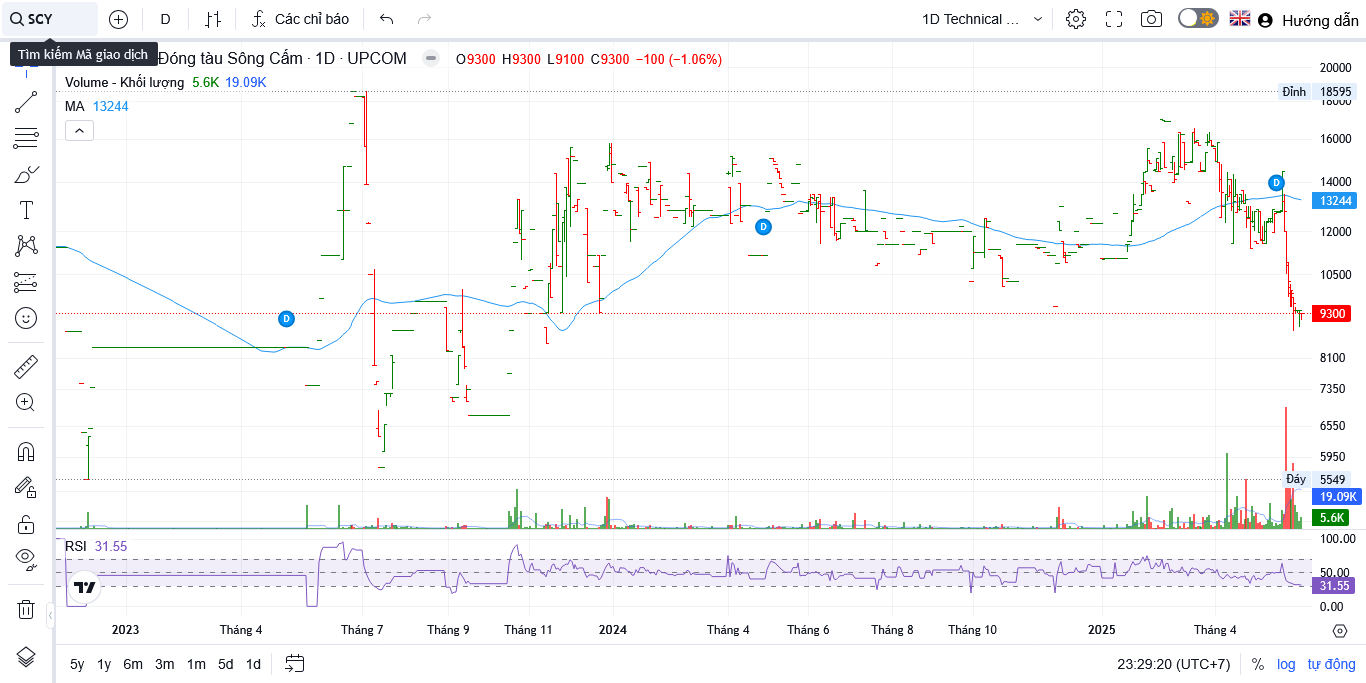 SCY D Các chỉ báo 1D Technical ... Hướng dẫn
Tìm kiếm Mã giao dịch Đóng tàu Sông Cấm · 1D · UPCOM O9300 H9300 L9100 C9300 −100 (−1.06%)
Volume - Khối lượng 5.6K 19.09K
MA 13244
20000
Đỉnh 18595
18000
16000
14000
D
13244
D
12000
10500
D
9300
8100
7350
6550
5950
Đáy 5549
19.09K
5.6K
RSI 31.55
100.00
50.00
31.55
0.00
2023 Tháng 4 Tháng 7 Tháng 9 Tháng 11 2024 Tháng 4 Tháng 6 Tháng 8 Tháng 10 2025 Tháng 4
5y 1y 6m 3m 1m 5d 1d 23:29:20 (UTC+7) % log tự động